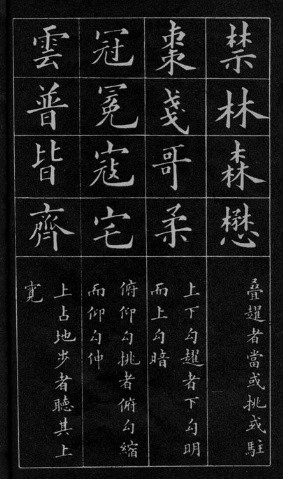 禁林森懋
疊趯者當或挑或駐
棗戔哥柔
上下勾趯者下勾明
而上勾暗
冠冕寇宅
俯仰勾挑者俯勾縮
而仰勾伸
雲普皆齊
上占地步者聽其上
寬